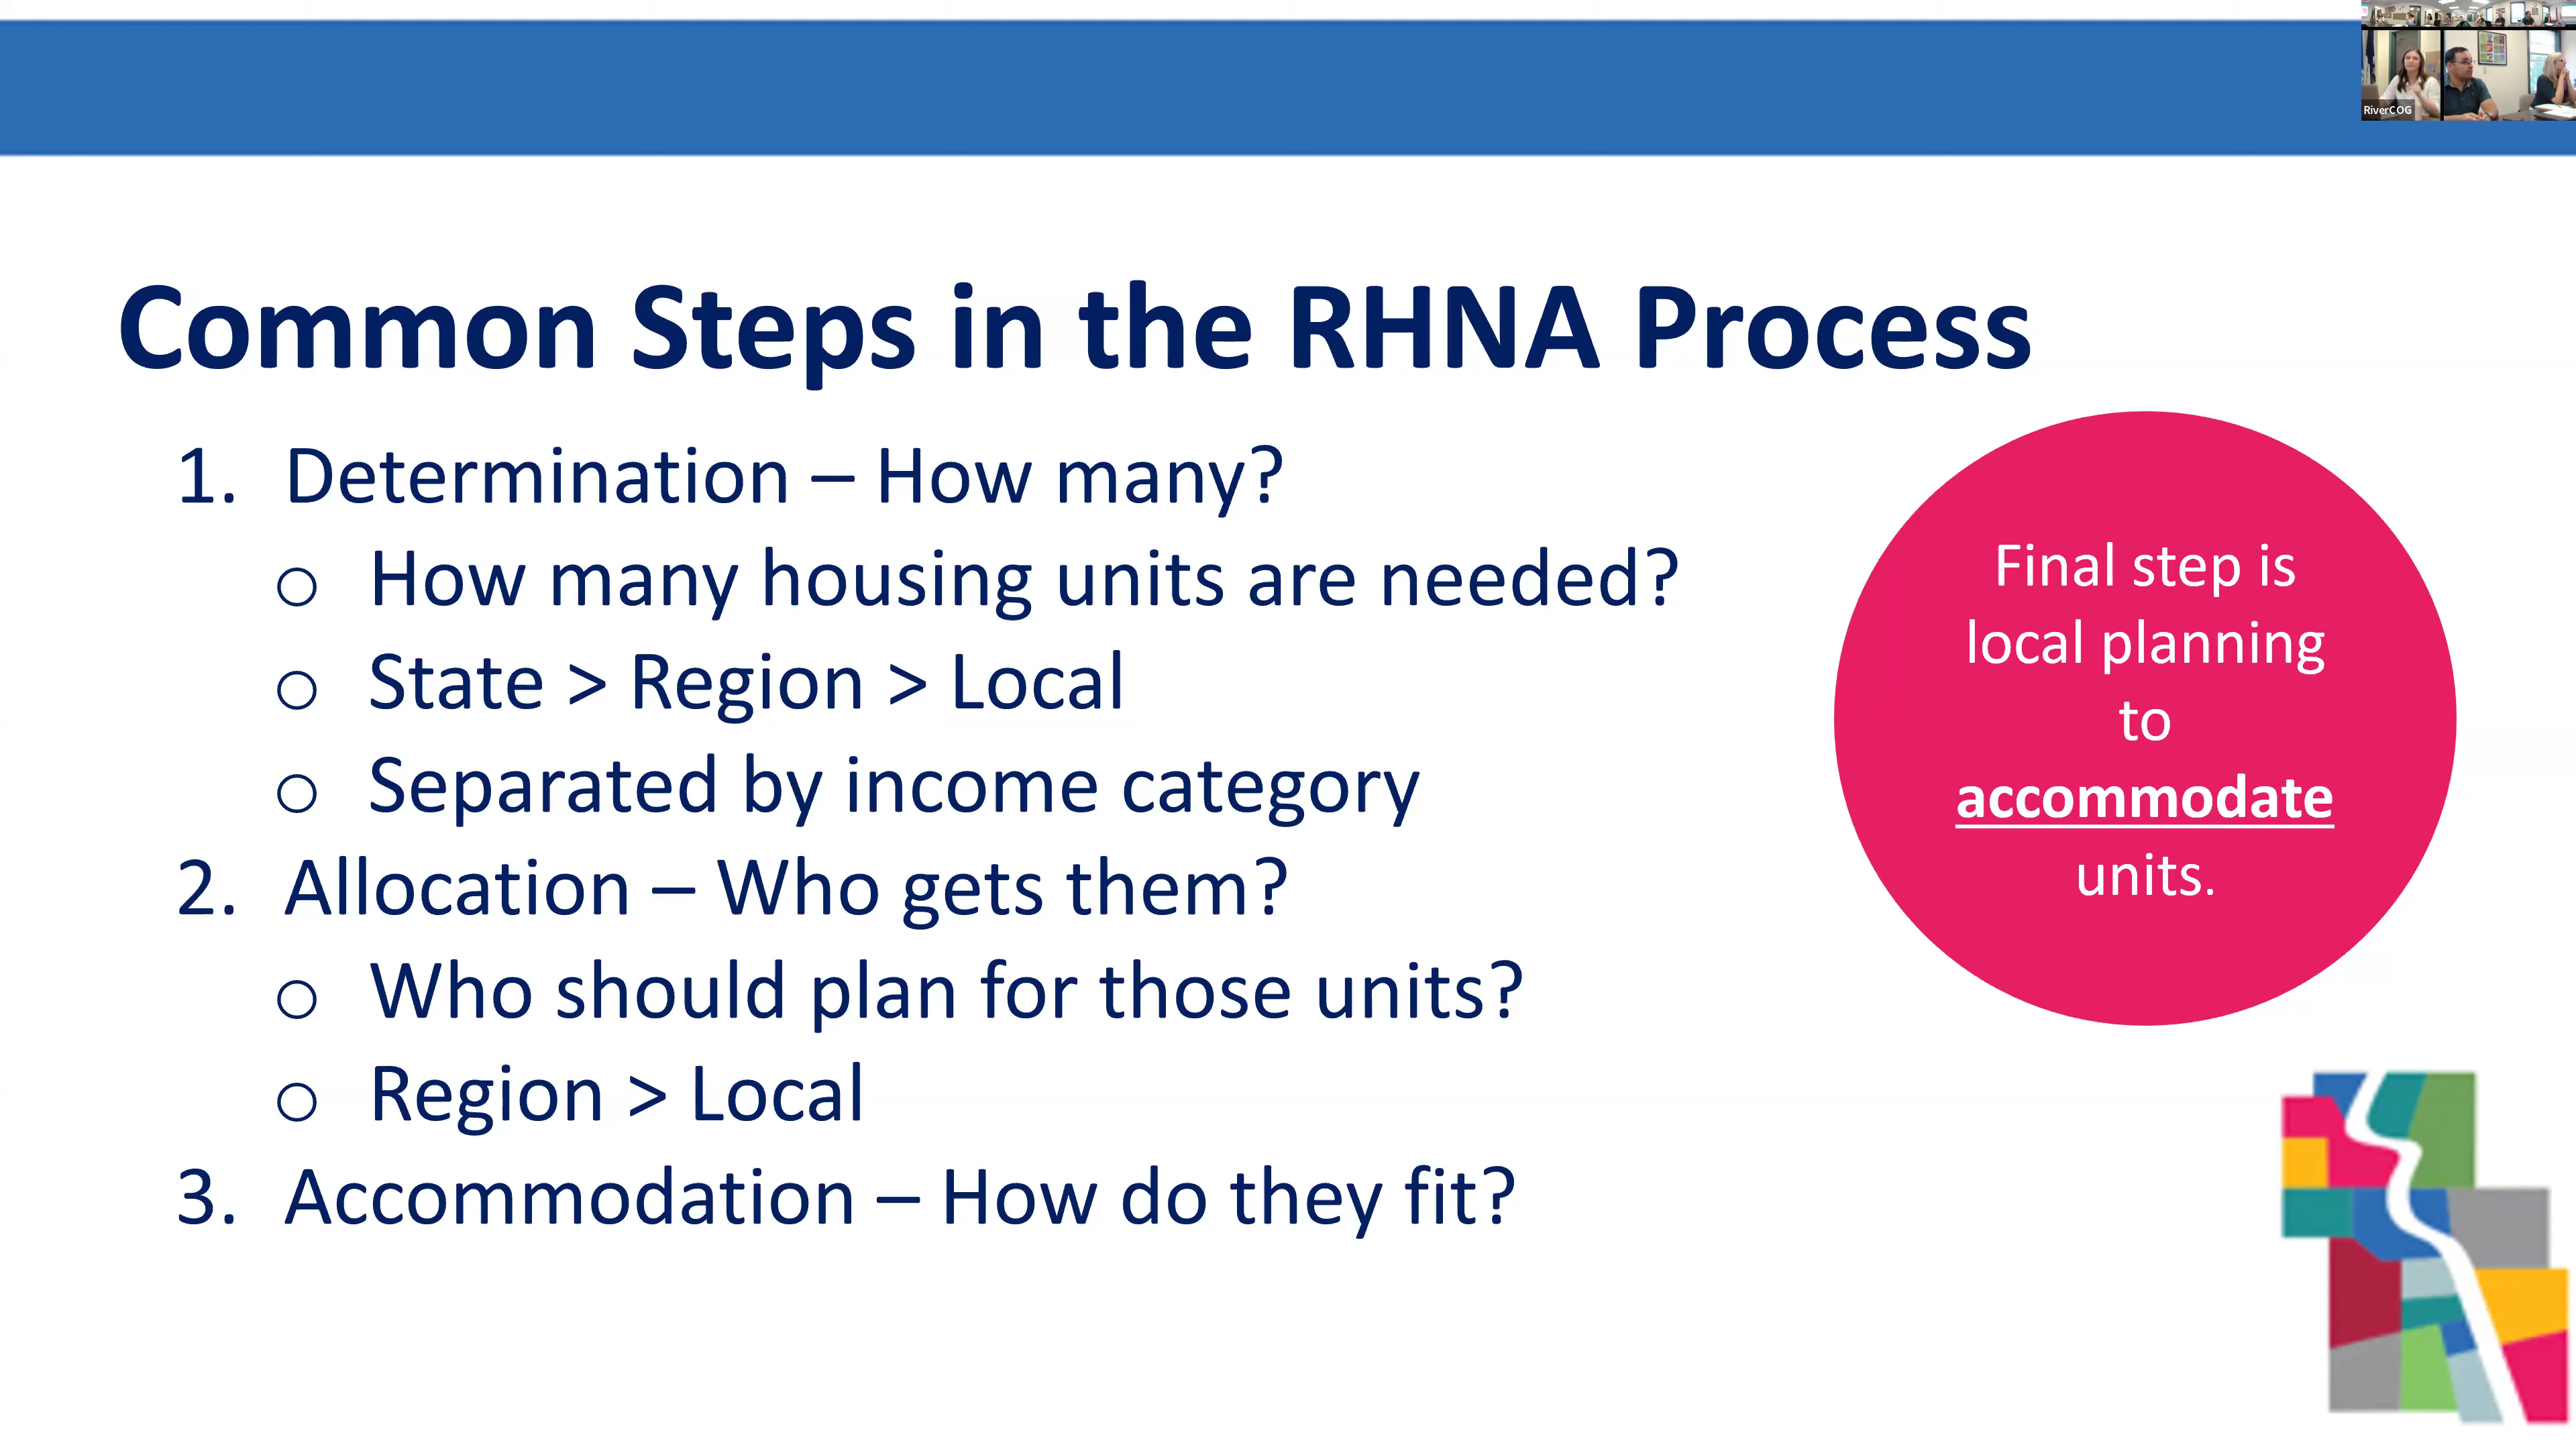 RiverCOG
Common Steps in the RHNA Process
1. Determination – How many?
o How many housing units are needed?
o State > Region > Local
o Separated by income category
2. Allocation – Who gets them?
o Who should plan for those units?
o Region > Local
3. Accommodation – How do they fit?
Final step is
local planning
to
accommodate
units.